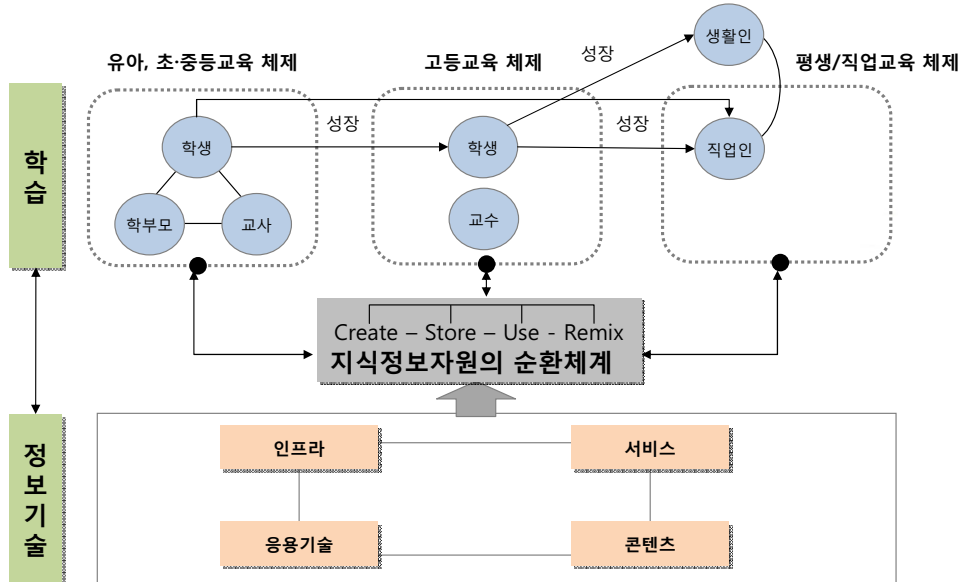 생활인
유아, 초·중등교육 체제
고등교육 체제
성장
평생/직업교육 체제
학습
학생
성장
학생
성장
직업인
학부모
교사
교수
Create – Store – Use - Remix
지식정보자원의 순환체계
정보기술
인프라
서비스
응용기술
콘텐츠